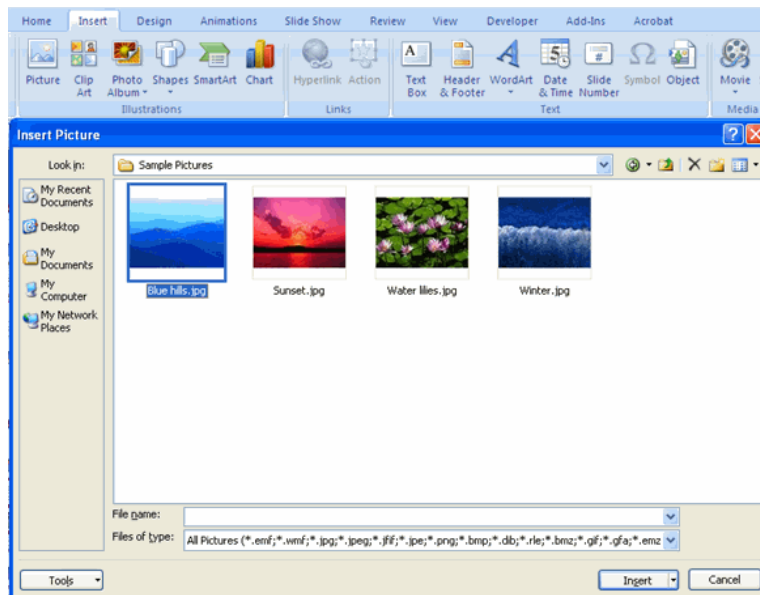 Home Insert Design Animations Slide Show Review View Developer Add-Ins Acrobat
Picture Clip Art Photo Album Shapes SmartArt Chart Hyperlink Action Text Box Header & Footer WordArt Date & Time Slide Number Symbol Object Movie
Illustrations Links Text Media
Insert Picture
Look in: Sample Pictures
My Recent Documents
Desktop
My Documents
My Computer
My Network Places
Blue hills.jpg Sunset.jpg Water lilies.jpg Winter.jpg
File name:
Files of type: All Pictures (*.emf;*.wmf;*.jpg;*.jpeg;*.jfif;*.jpe;*.png;*.bmp;*.dib;*.rle;*.bmz;*.gif;*.gfa;*.emz
Tools Insert Cancel